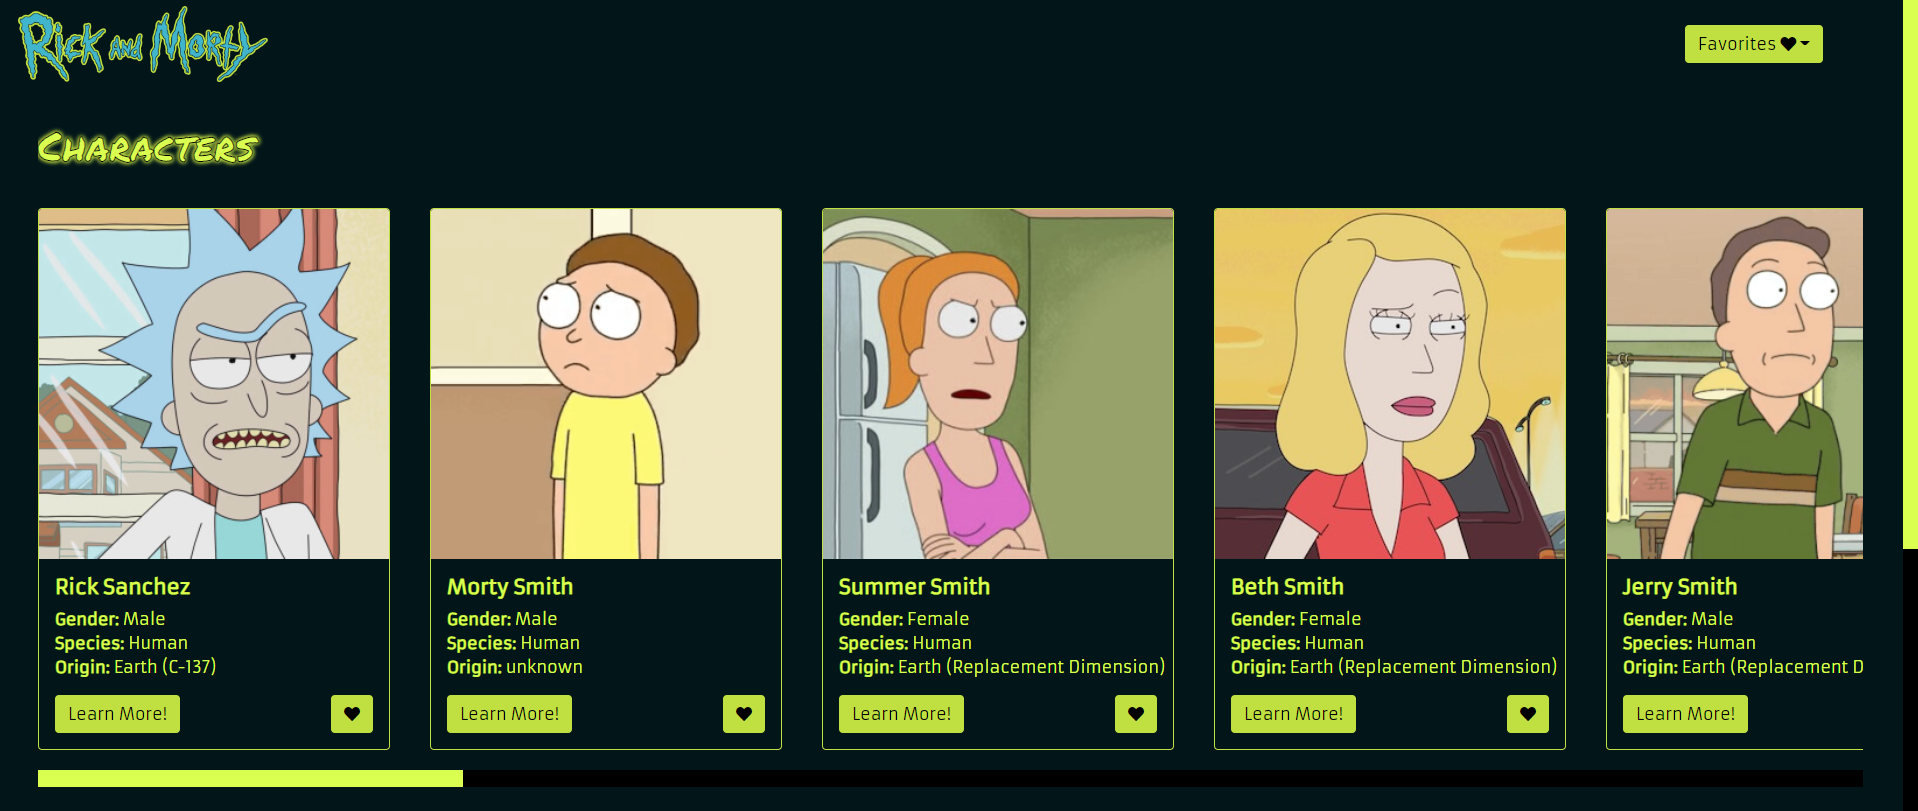 Rick and Morty
Favorites
Characters
Rick Sanchez
Gender: Male
Species: Human
Origin: Earth (C-137)
Learn More!
Morty Smith
Gender: Male
Species: Human
Origin: unknown
Learn More!
Summer Smith
Gender: Female
Species: Human
Origin: Earth (Replacement Dimension)
Learn More!
Beth Smith
Gender: Female
Species: Human
Origin: Earth (Replacement Dimension)
Learn More!
Jerry Smith
Gender: Male
Species: Human
Origin: Earth (Replacement D
Learn More!